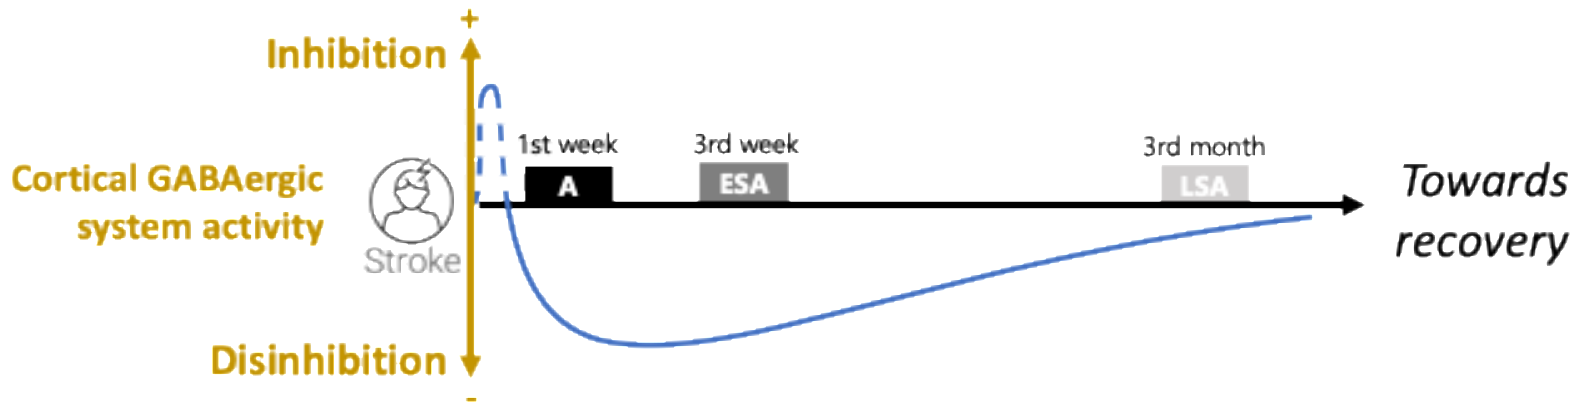 +
Inhibition
1st week
3rd week
3rd month
A
ESA
LSA
Cortical GABAergic
system activity
Stroke
Towards
recovery
Disinhibition
-